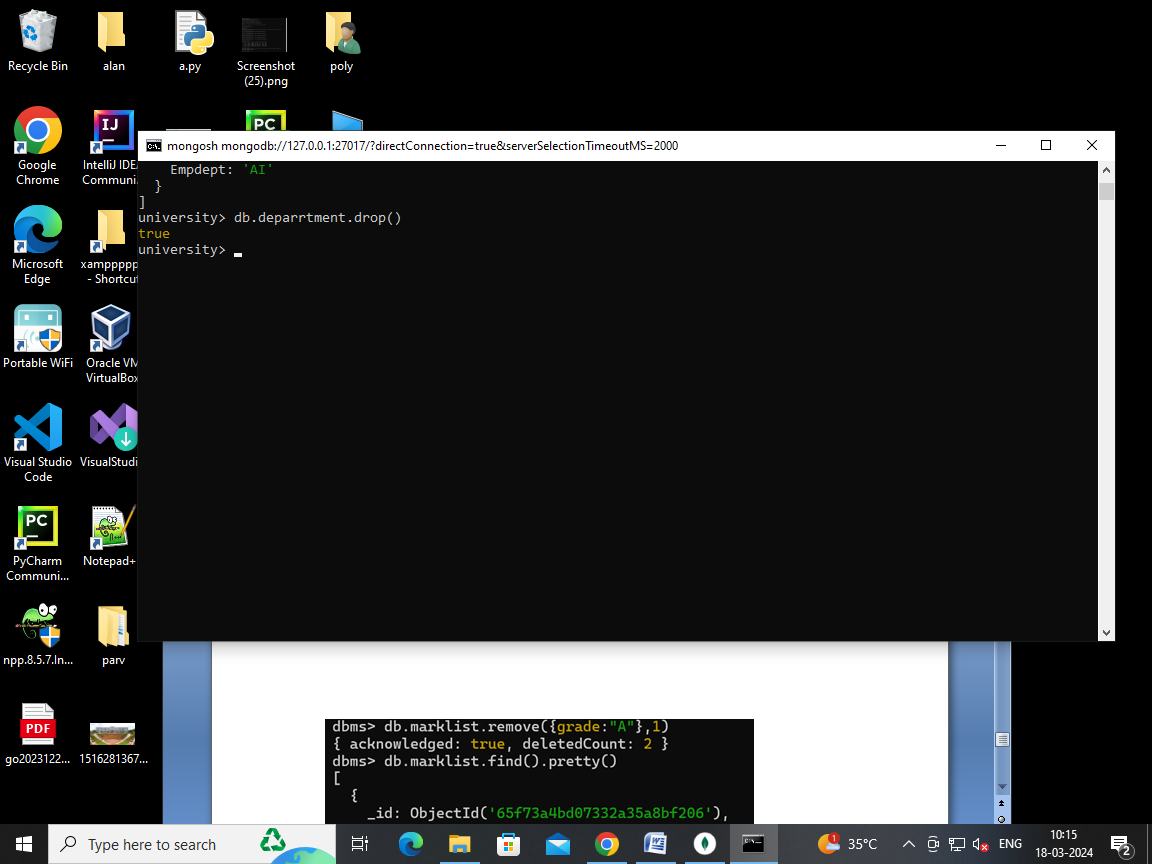 Recycle Bin
alan
a.py
Screenshot
(25).png
poly
Google
Chrome
IntelliJ IDE
Communi
mongosh mongodb://127.0.0.1:27017/?directConnection=true&serverSelectionTimeoutMS=2000
Empdept: 'AI'
}
]
university> db.deparrtment.drop()
true
university>
Microsoft
Edge
xamppppp
- Shortcut
Portable WiFi
Oracle VM
VirtualBox
Visual Studio
Code
VisualStudi
PC
PyCharm
Communi...
Notepad+
npp.8.5.7.In...
parv
PDF
go2023122...
1516281367...
dbms> db.marklist.remove({grade:"A"},1)
{ acknowledged: true, deletedCount: 2 }
dbms> db.marklist.find().pretty()
[
{
_id: ObjectId('65f73a4bd07332a35a8bf206'),
Type here to search
1
35°C
ENG
10:15
18-03-2024
2